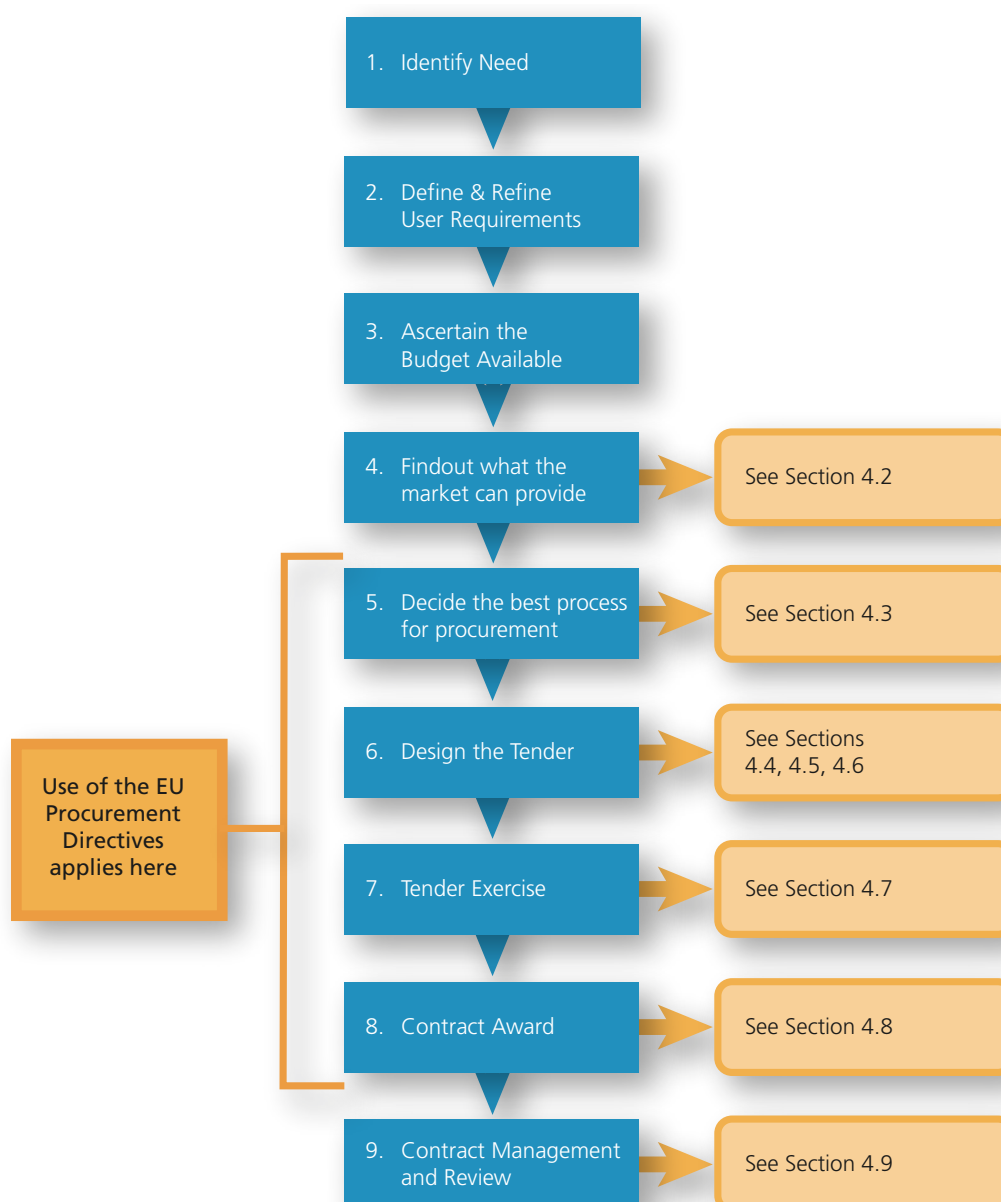 1. Identify Need
2. Define & Refine
User Requirements
3. Ascertain the
Budget Available
4. Findout what the
market can provide
See Section 4.2
5. Decide the best process
for procurement
See Section 4.3
6. Design the Tender
See Sections
4.4, 4.5, 4.6
Use of the EU
Procurement
Directives
applies here
7. Tender Exercise
See Section 4.7
8. Contract Award
See Section 4.8
9. Contract Management
and Review
See Section 4.9